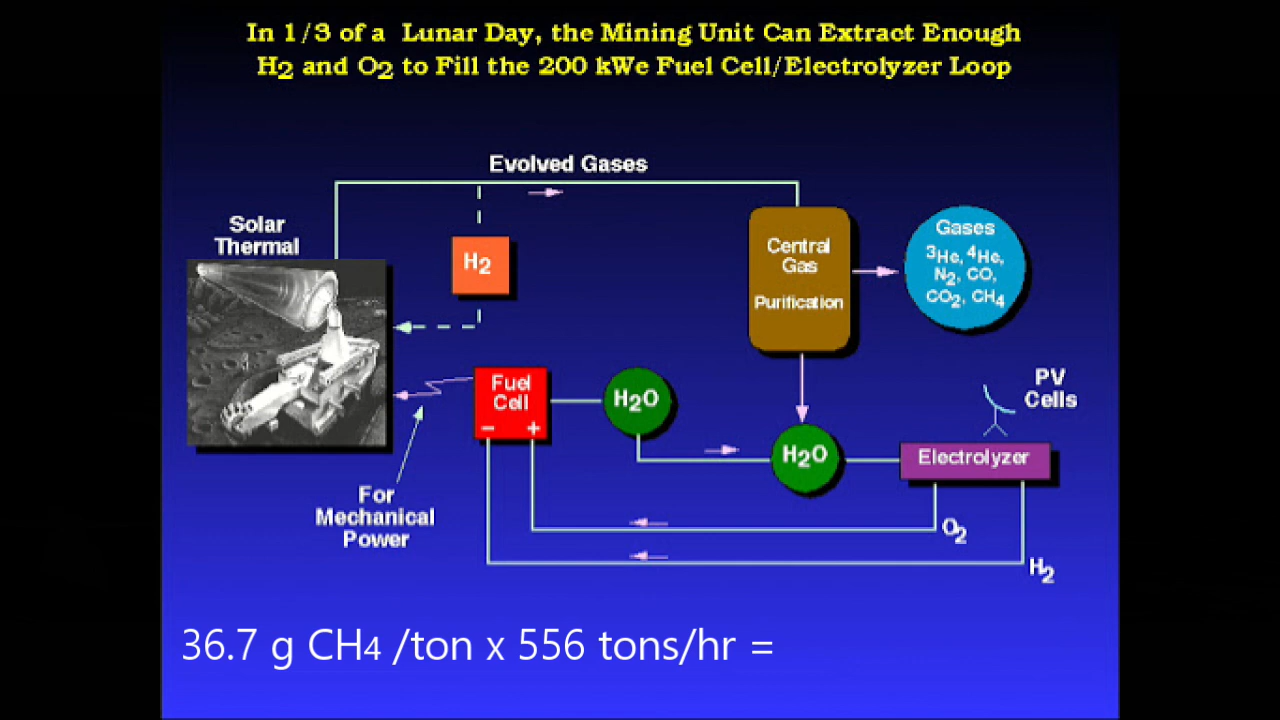 In 1/3 of a Lunar Day, the Mining Unit Can Extract Enough
H2 and O2 to Fill the 200 kWe Fuel Cell/Electrolyzer Loop
Evolved Gases
Solar
Thermal
H2
Central
Gas
Purification
Gases
³He, ⁴He,
N2, CO,
CO2, CH4
Fuel
Cell
− +
H2O
PV
Cells
H2O
Electrolyzer
For
Mechanical
Power
O2
H2
36.7 g CH4 /ton x 556 tons/hr =